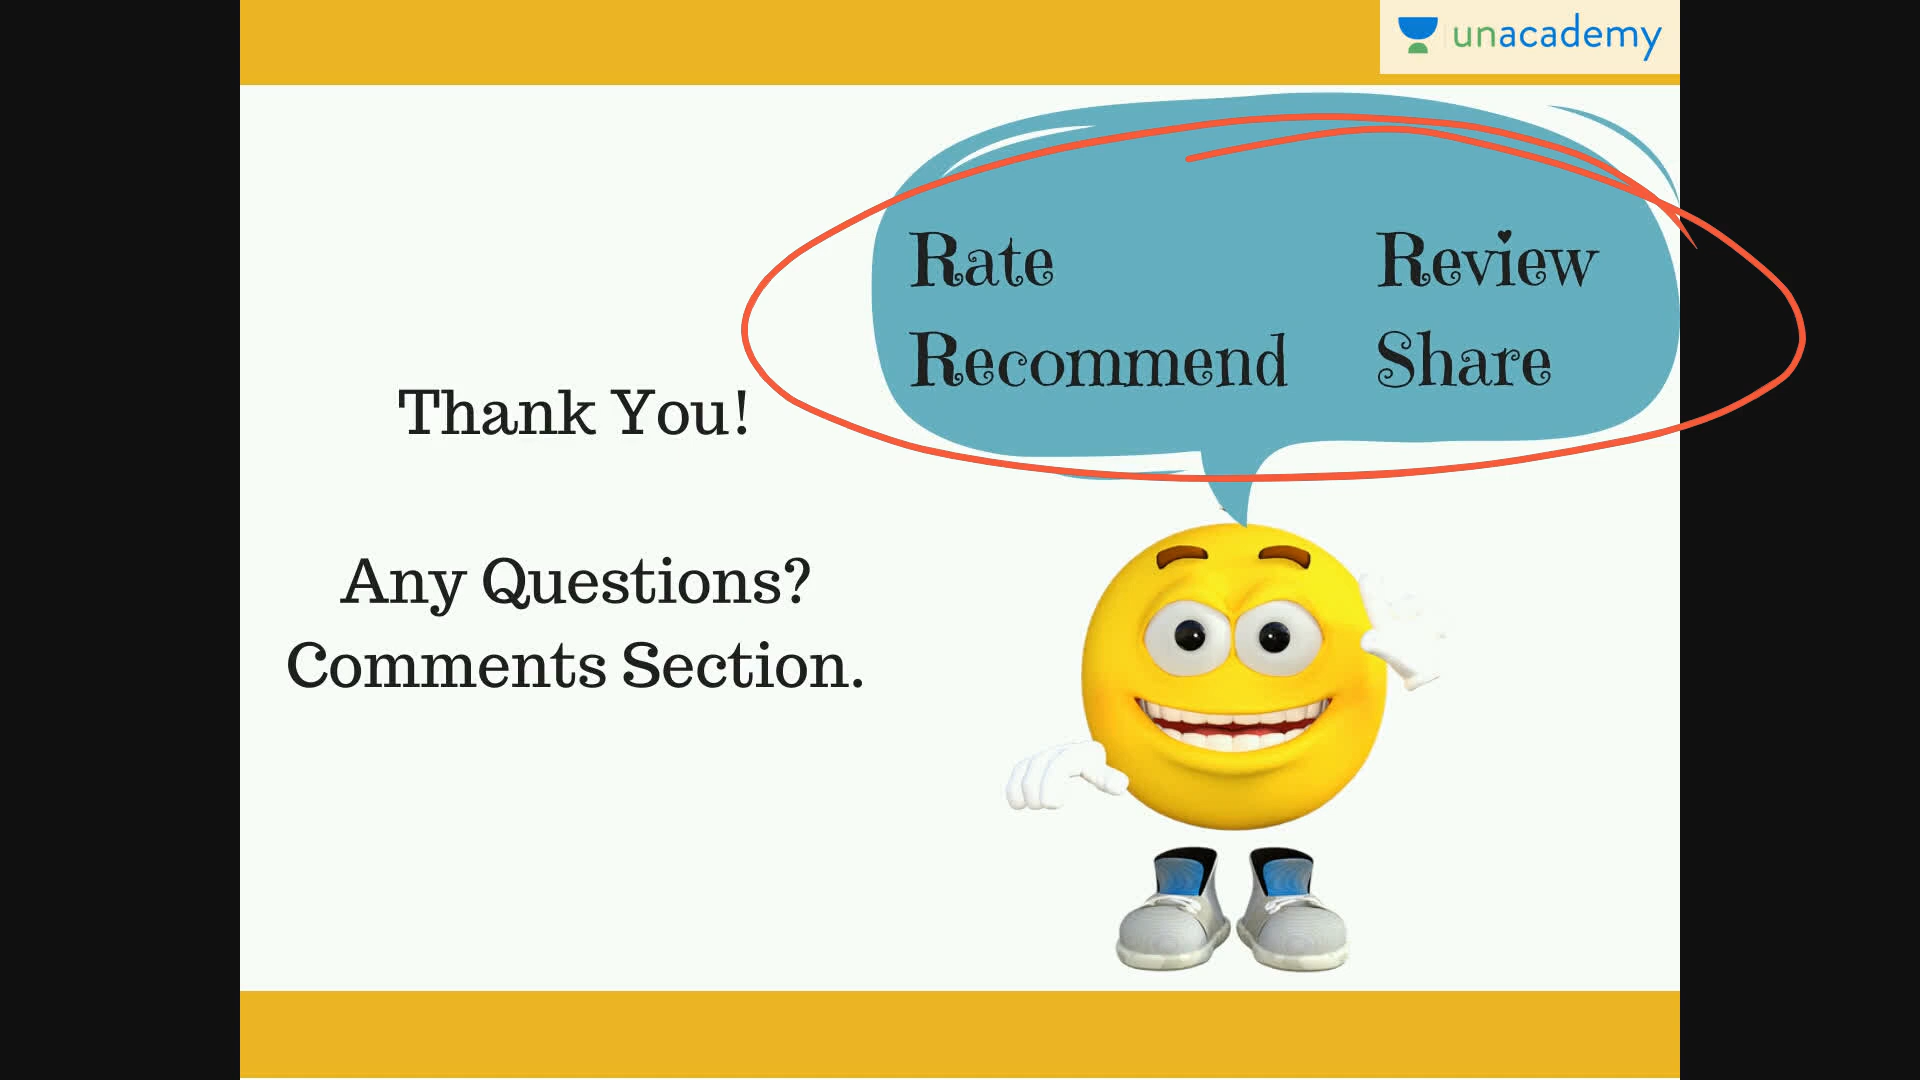 unacademy
Rate Review
Recommend Share
Thank You!
Any Questions?
Comments Section.